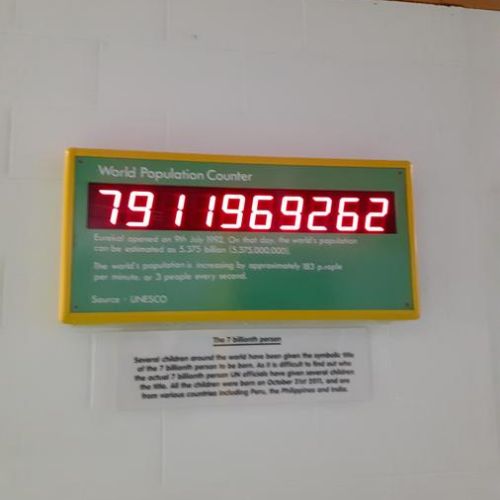 World Population Counter
7911969262
Eureka! opened on 9th July 1992. On that day, the world's population
can be estimated as 5.375 billion (5,375,000,000).
The world's population is increasing by approximately 183 people
per minute, or 3 people every second.
Source - UNESCO
The 7 billionth person
Several children around the world have been given the symbolic title
of the 7 billionth person to be born. As it is difficult to find out who
the actual 7 billionth person UN officials have given several children
the title. All the children were born on October 31st 2011, and are
from various countries including Peru, the Philippines and India.